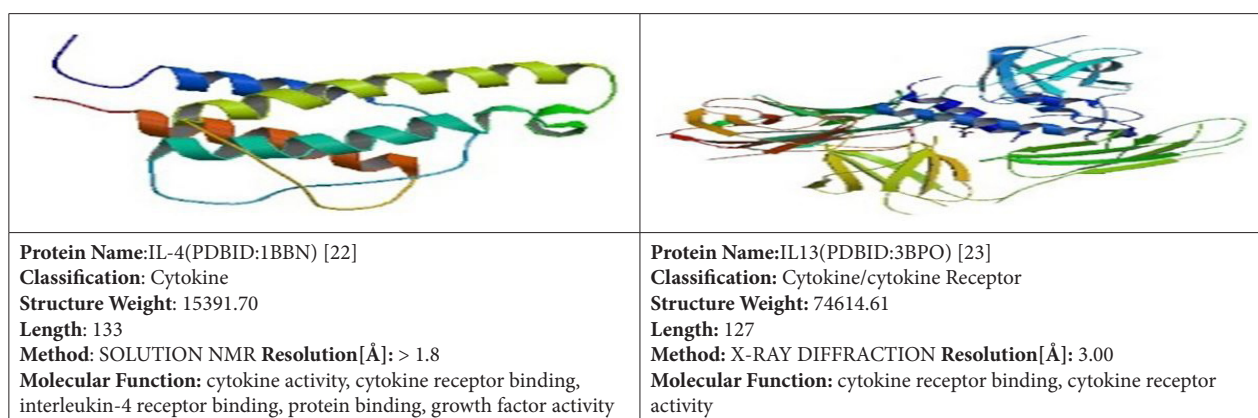 Protein Name:IL-4(PDBID:1BBN) [22]
Classification: Cytokine
Structure Weight: 15391.70
Length: 133
Method: SOLUTION NMR Resolution[Å]: > 1.8
Molecular Function: cytokine activity, cytokine receptor binding,
interleukin-4 receptor binding, protein binding, growth factor activity
Protein Name:IL13(PDBID:3BPO) [23]
Classification: Cytokine/cytokine Receptor
Structure Weight: 74614.61
Length: 127
Method: X-RAY DIFFRACTION Resolution[Å]: 3.00
Molecular Function: cytokine receptor binding, cytokine receptor
activity